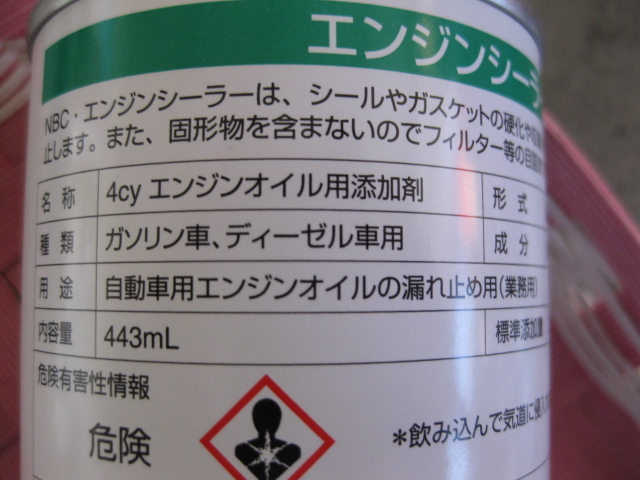 エンジンシーラ
NBC・エンジンシーラーは、シールやガスケットの硬化や
止します。また、固形物を含まないのでフィルター等の目
名称 4cy エンジンオイル用添加剤 形式
種類 ガソリン車、ディーゼル車用 成分
用途 自動車用エンジンオイルの漏れ止め用(業務用)
内容量 443mL 標準添加量
危険有害性情報
危険
*飲み込んで気道に侵入